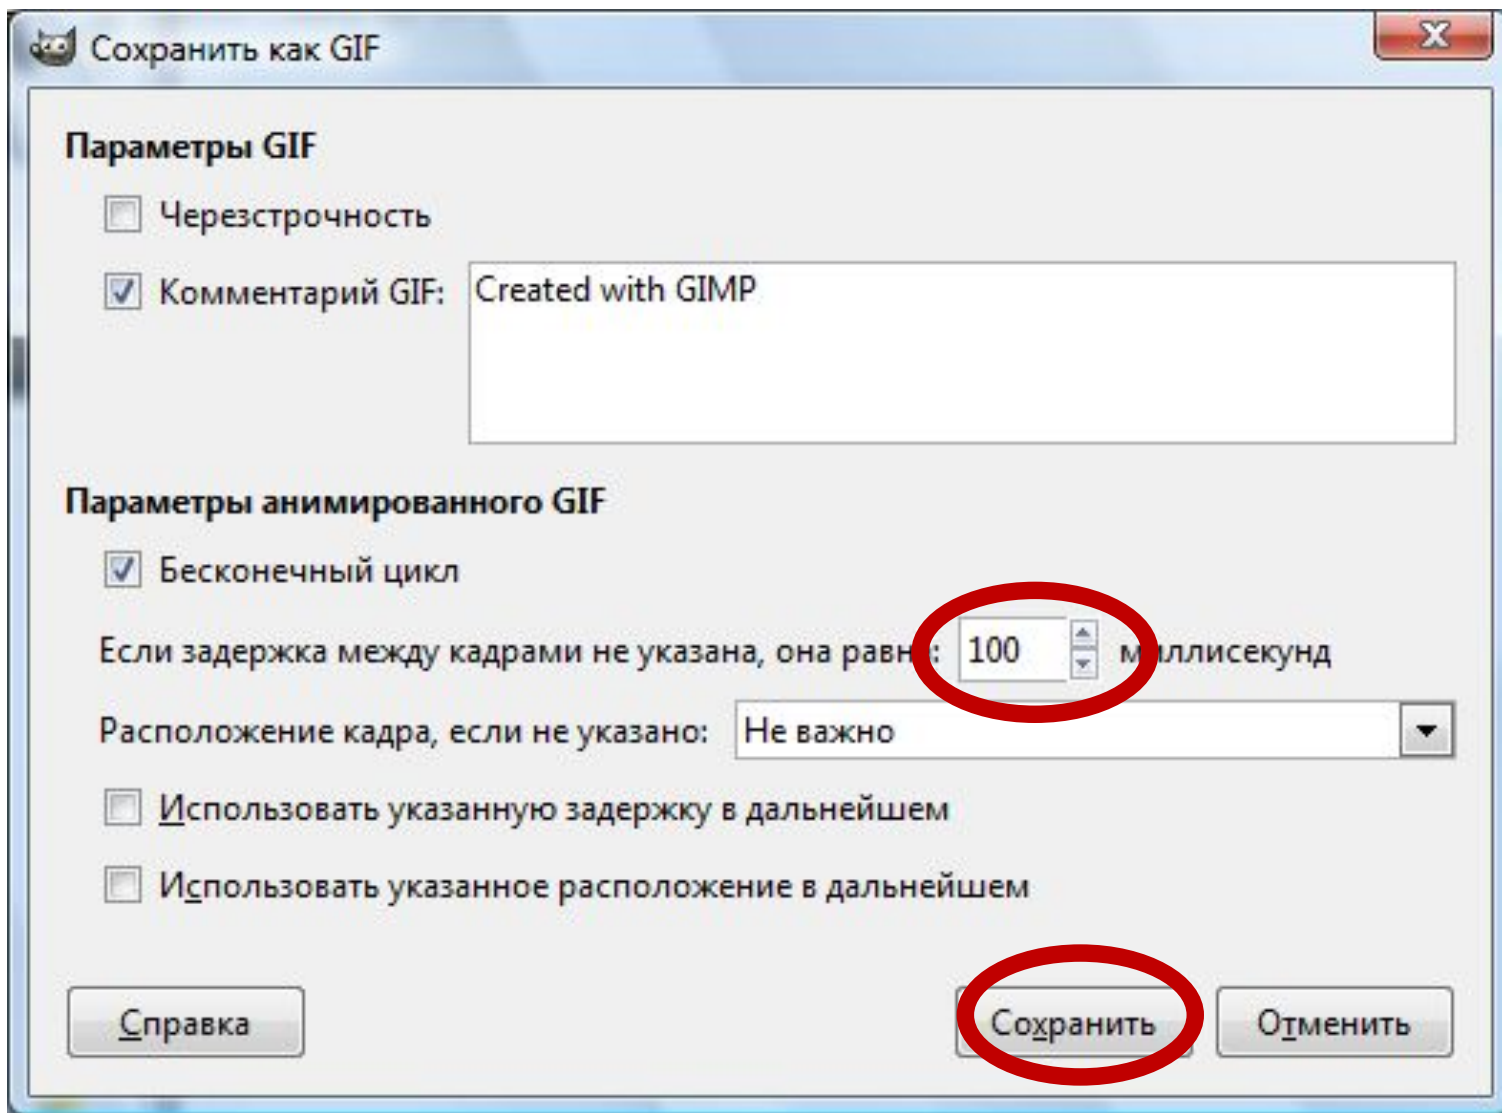 Сохранить как GIF
Параметры GIF
Черезстрочность
Комментарий GIF: Created with GIMP
Параметры анимированного GIF
Бесконечный цикл
Если задержка между кадрами не указана, она равна: 100 миллисекунд
Расположение кадра, если не указано: Не важно
Использовать указанную задержку в дальнейшем
Использовать указанное расположение в дальнейшем
Справка Сохранить Отменить